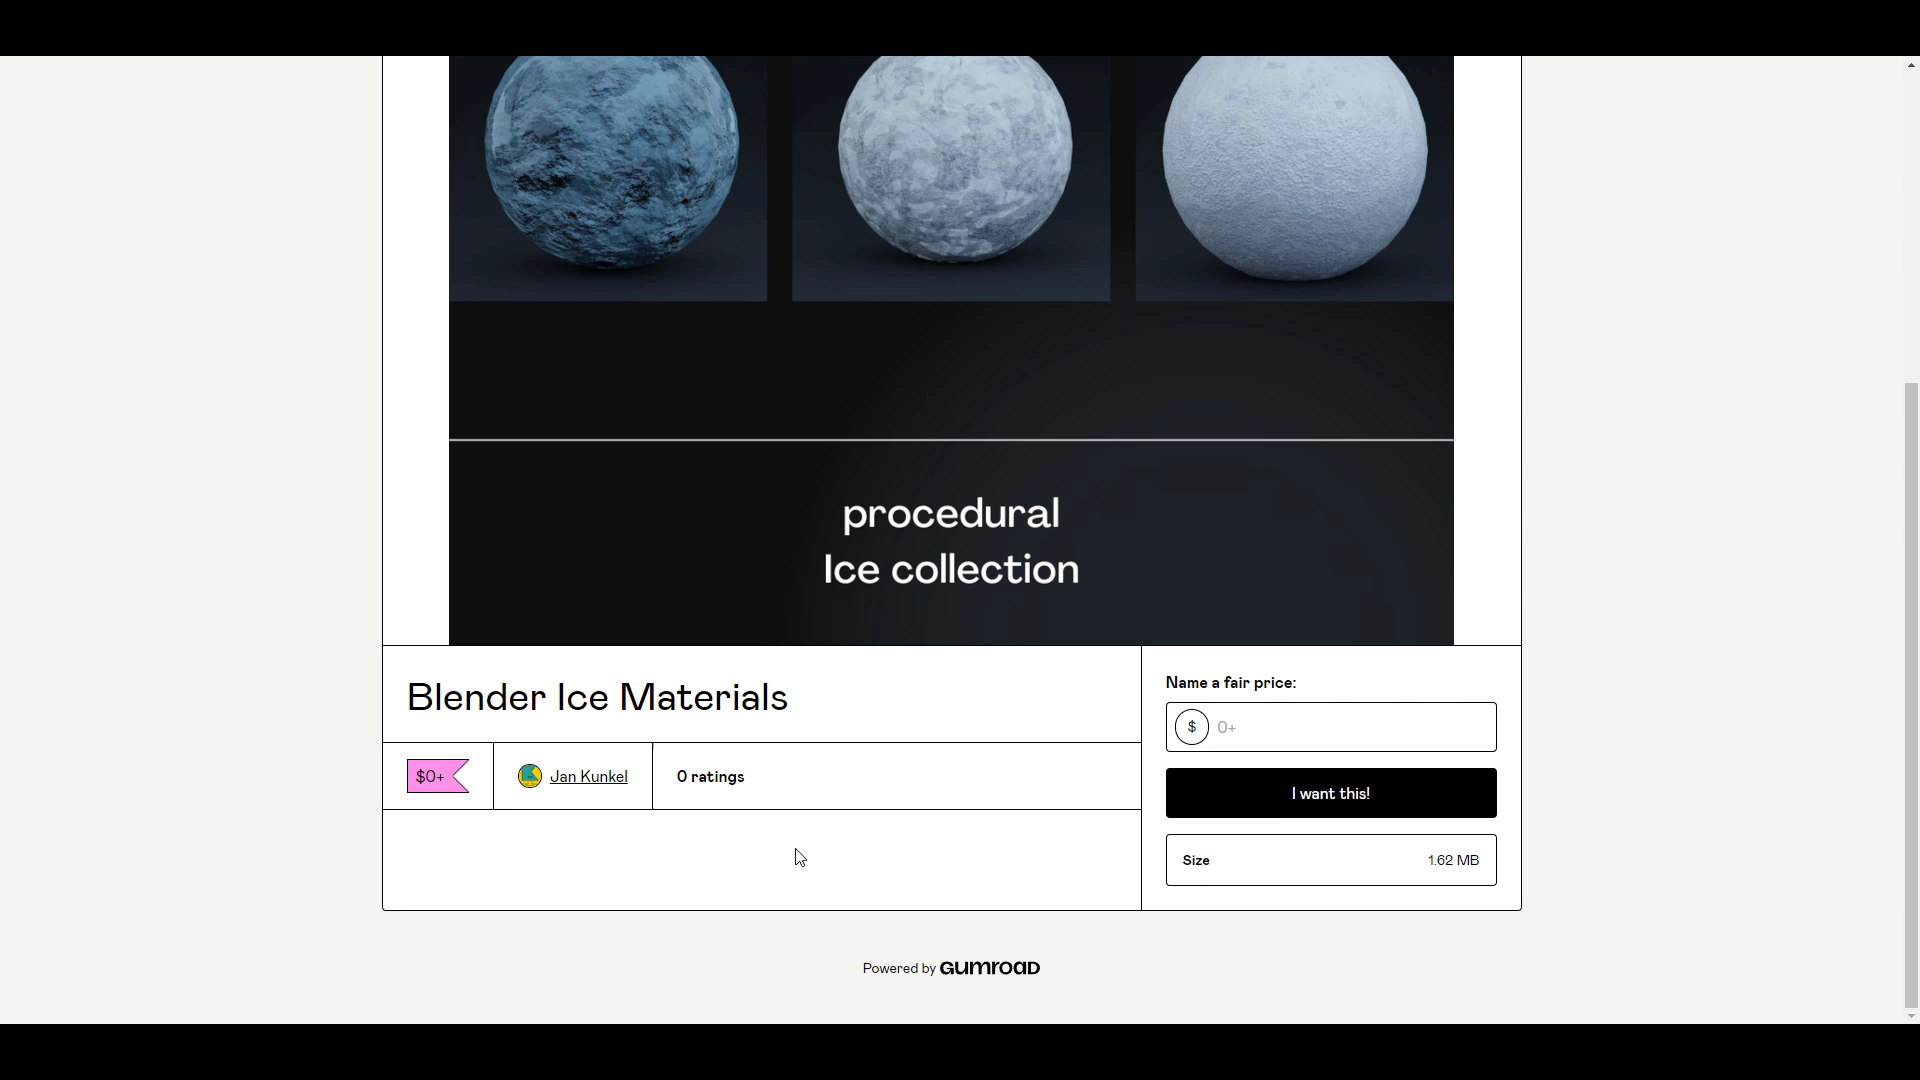 procedural
Ice collection
Blender Ice Materials
$0+
Jan Kunkel
0 ratings
Name a fair price:
$ 0+
I want this!
Size 1.62 MB
Powered by GUMROAD